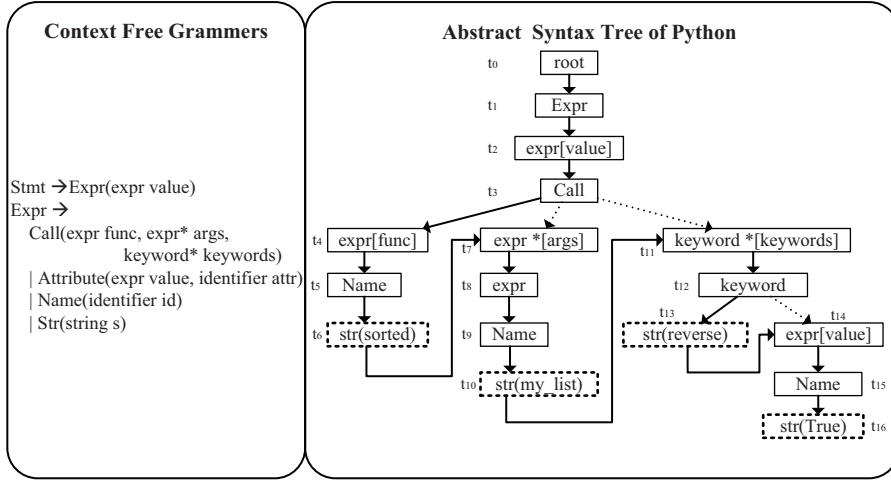 Context Free Grammers
Stmt → Expr(expr value)
Expr →
Call(expr func, expr* args,
keyword* keywords)
| Attribute(expr value, identifier attr)
| Name(identifier id)
| Str(string s)
Abstract Syntax Tree of Python
t0 root
t1 Expr
t2 expr[value]
t3 Call
t4 expr[func]
t7 expr *[args]
t11 keyword *[keywords]
t5 Name
t8 expr
t12 keyword
t6 str(sorted)
t9 Name
t13 str(reverse)
t14 expr[value]
t10 str(my_list)
Name t15
str(True) t16